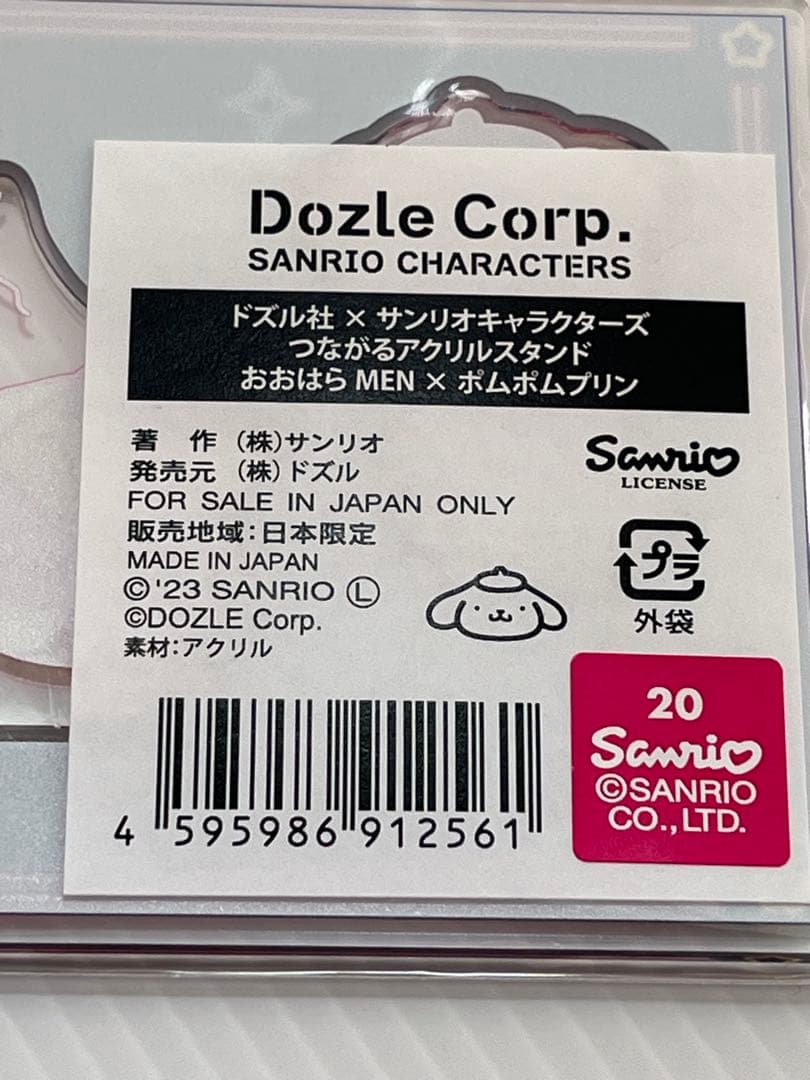 Dozle Corp.
SANRIO CHARACTERS
ドズル社 × サンリオキャラクターズ
つながるアクリルスタンド
おおはらMEN × ポムポムプリン
著　作 (株)サンリオ
発売元 (株)ドズル
FOR SALE IN JAPAN ONLY
販売地域:日本限定
MADE IN JAPAN
© '23 SANRIO Ⓛ
©DOZLE Corp.
素材:アクリル
Sanrio
LICENSE
プラ
外袋
4 595986 912561
20
Sanrio
©SANRIO
CO., LTD.